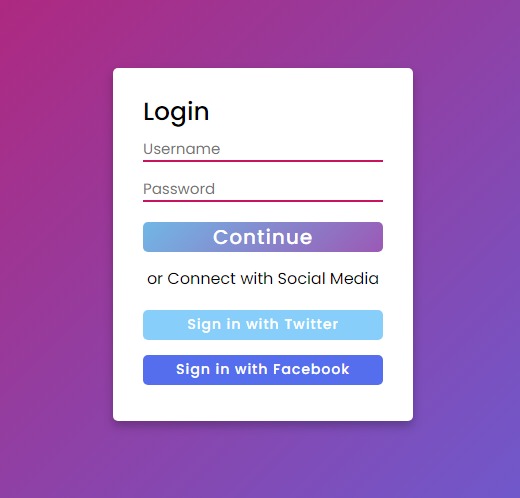 Login
Username
Password
Continue
or Connect with Social Media
Sign in with Twitter
Sign in with Facebook